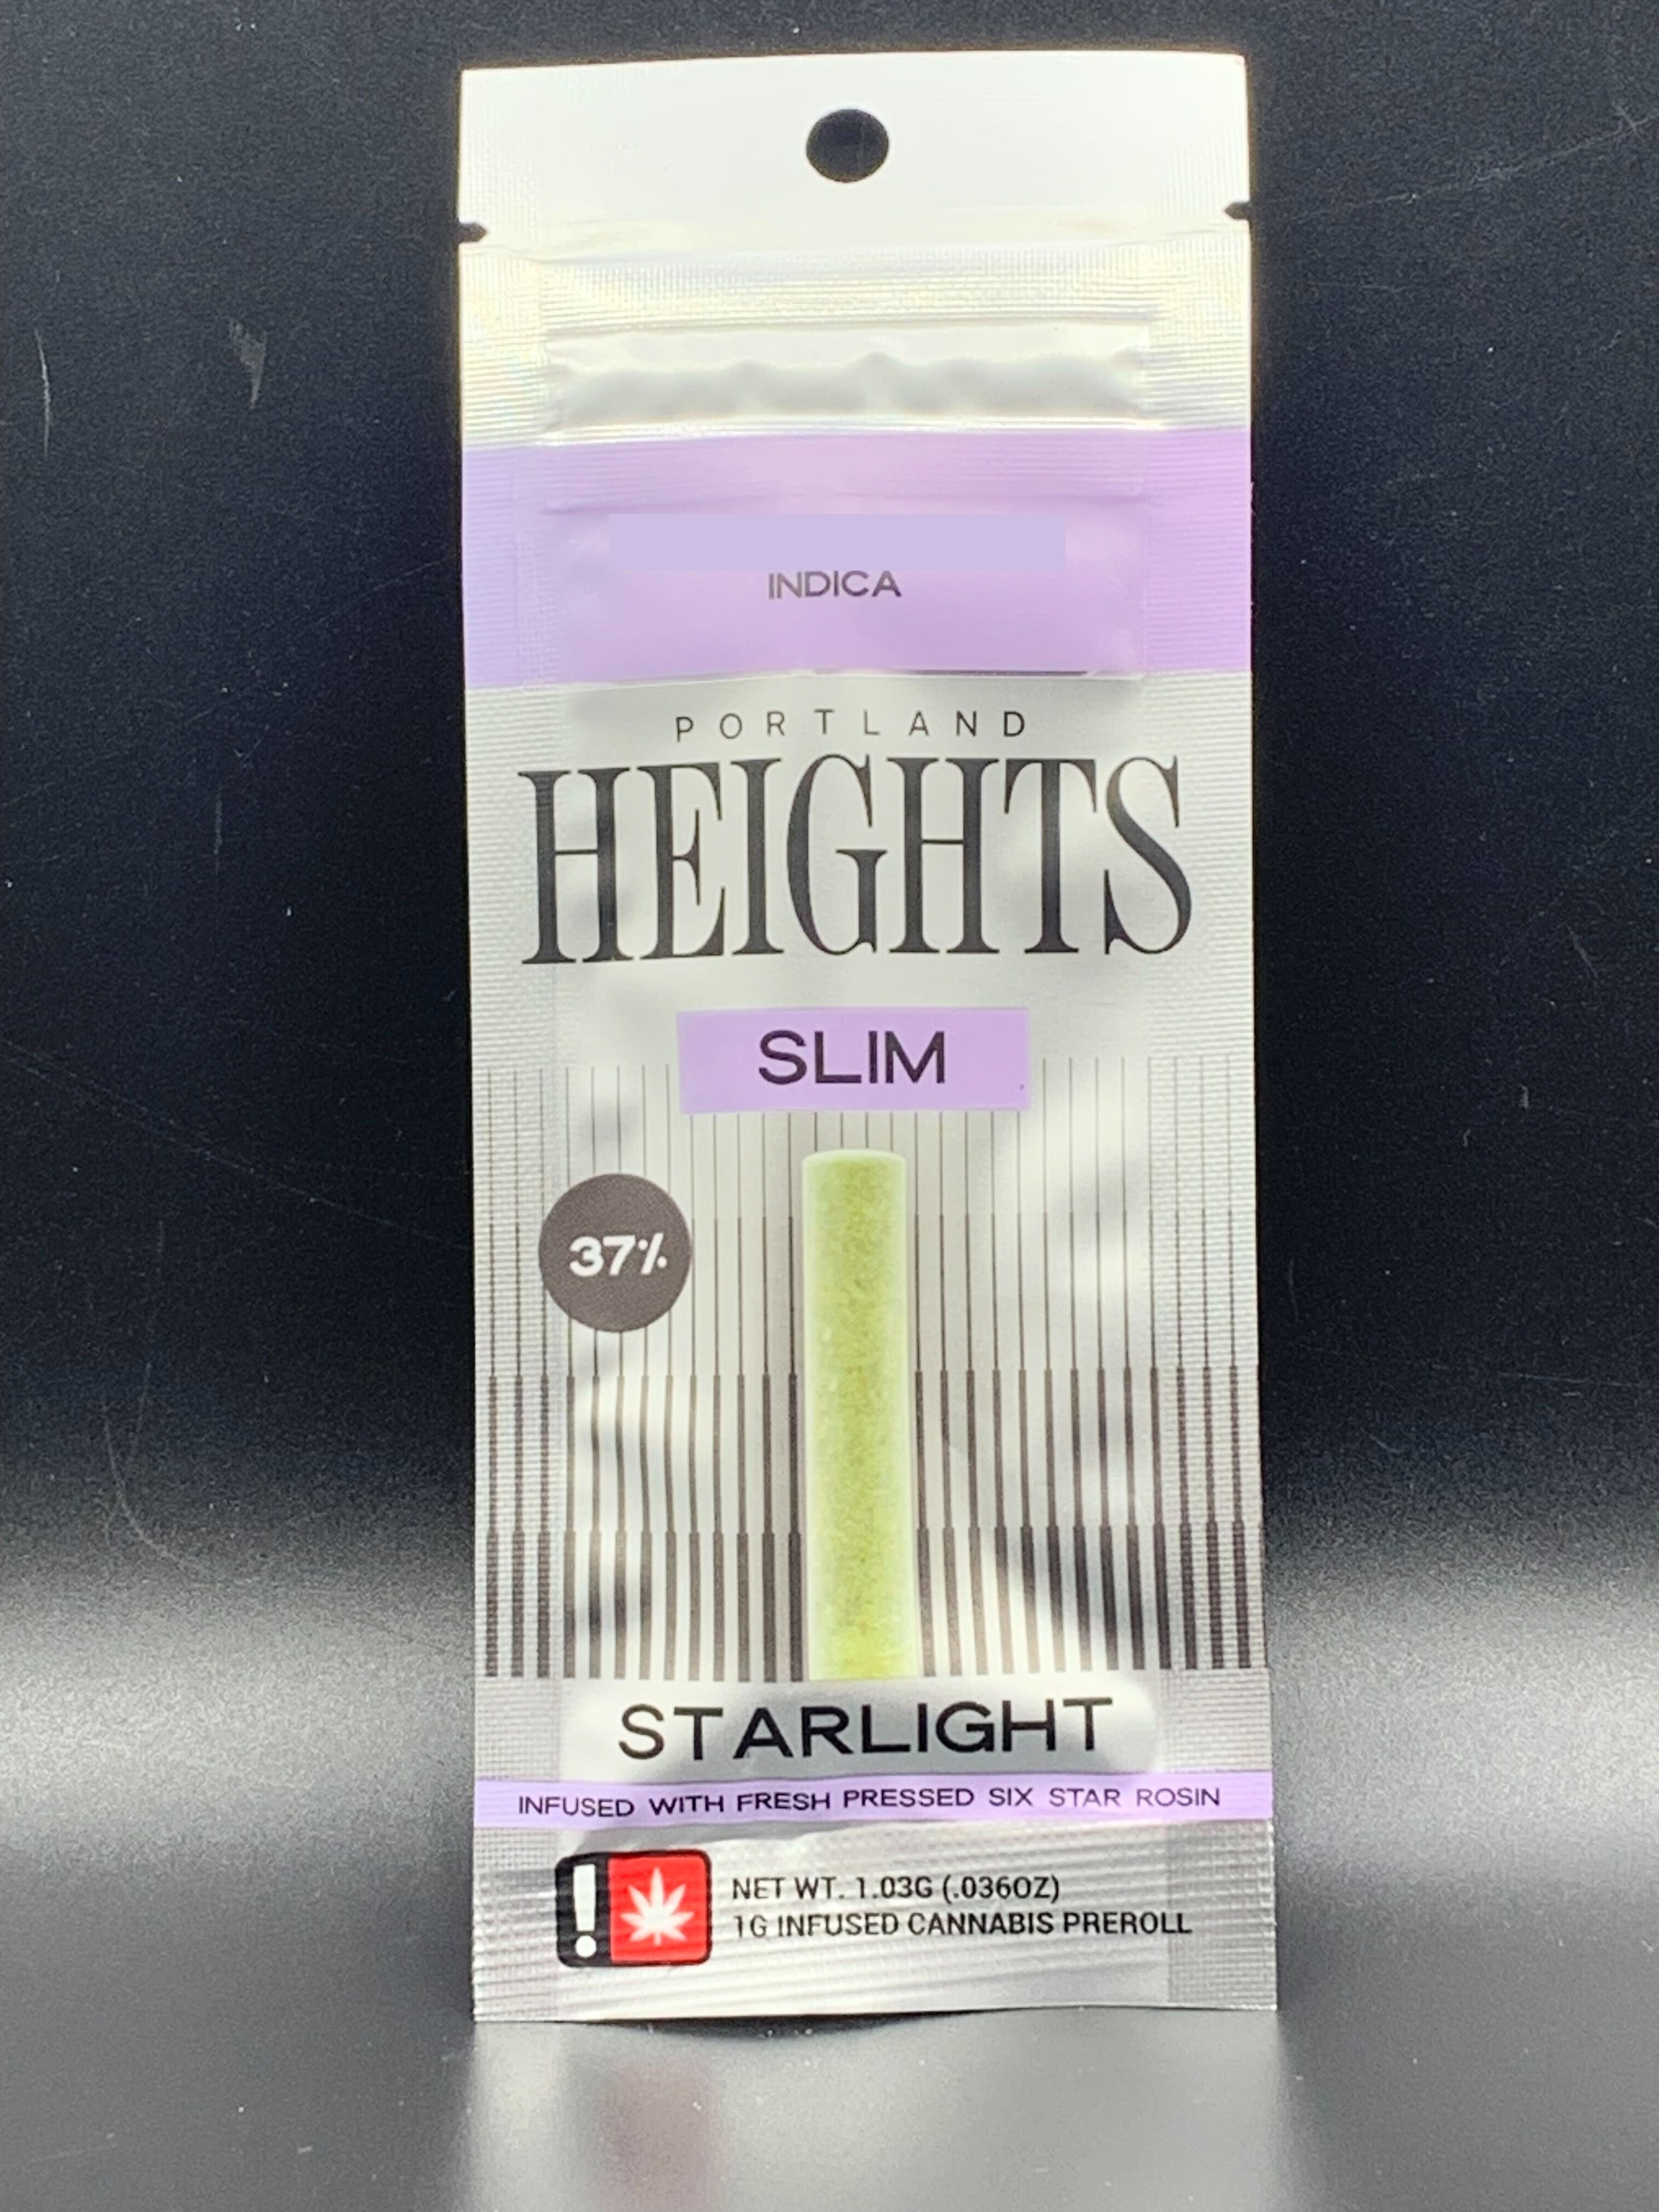 INDICA
PORTLAND
HEIGHTS
SLIM
37%
STARLIGHT
INFUSED WITH FRESH PRESSED SIX STAR ROSIN
!
NET WT. 1.03G (.036OZ)
1G INFUSED CANNABIS PREROLL